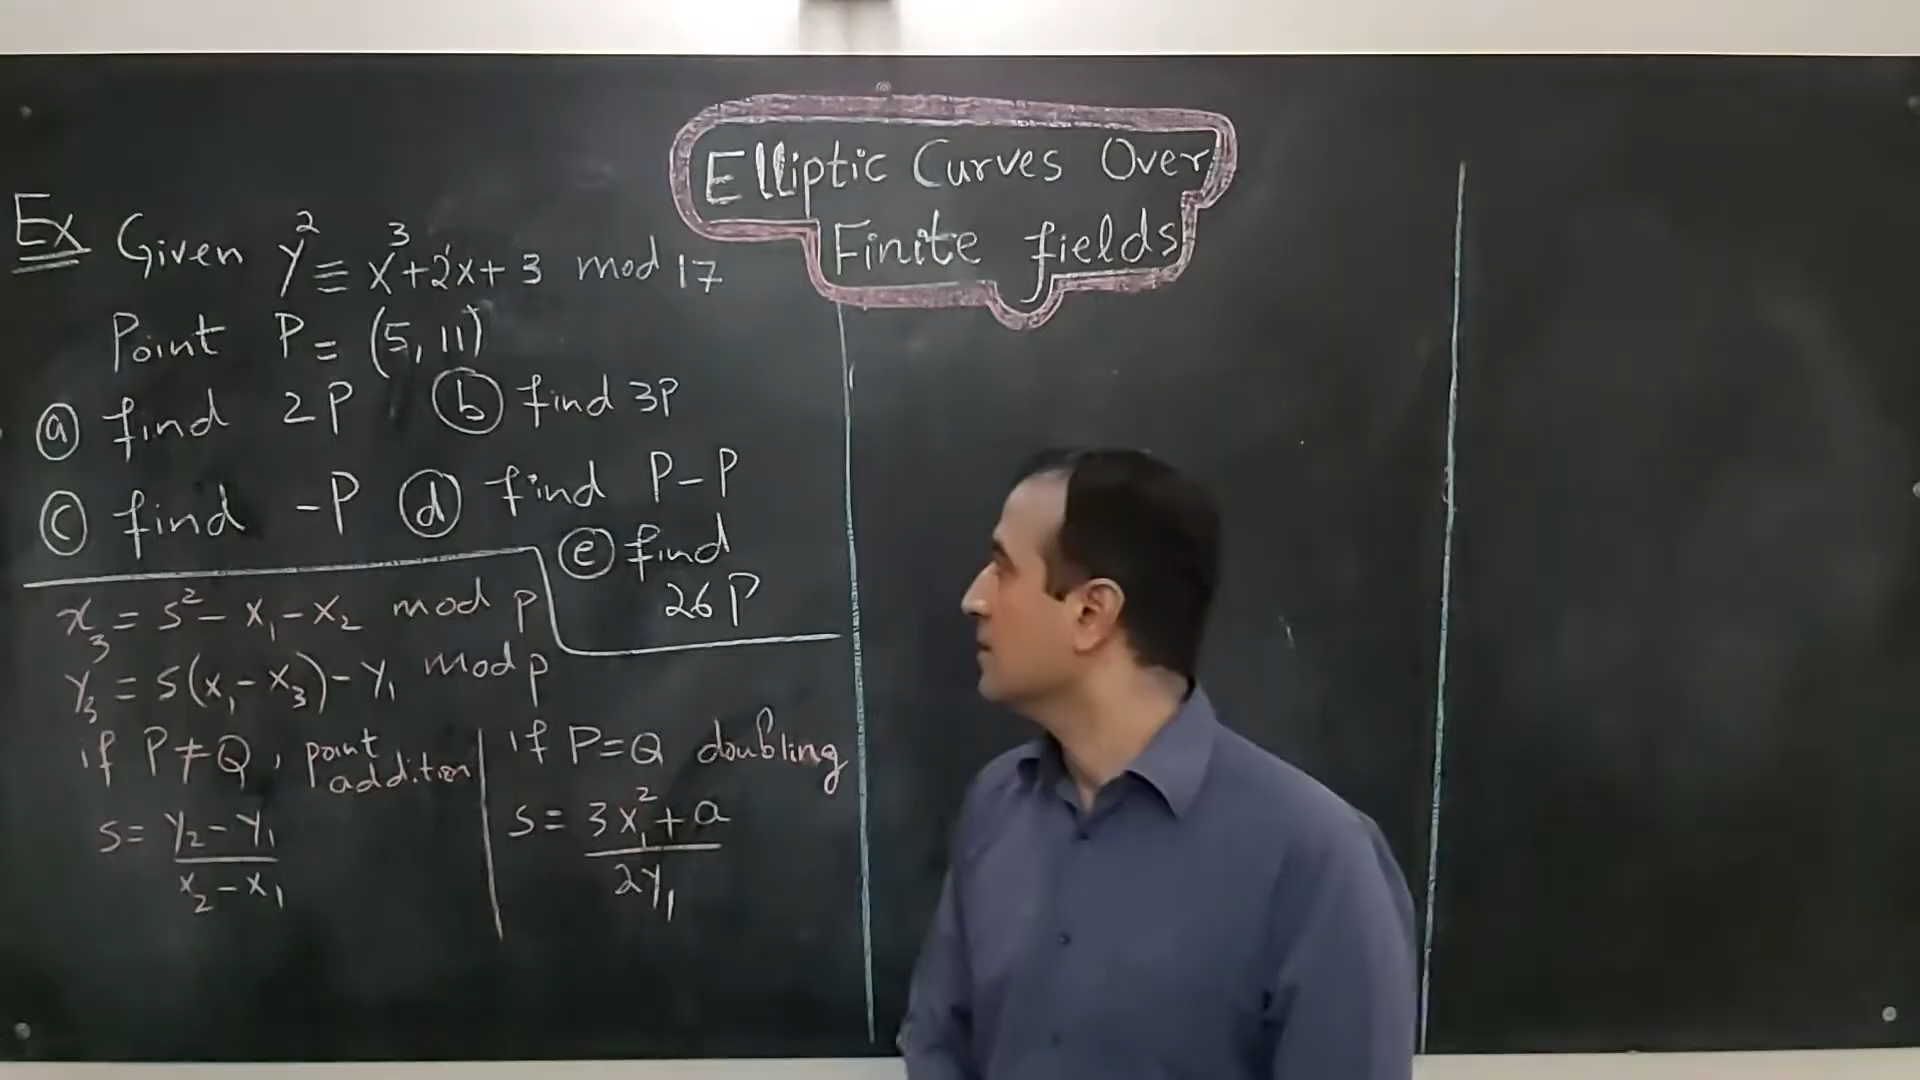 Elliptic Curves Over
Finite fields
Ex Given y² ≡ x³+2x+3 mod 17
Point P = (5, 11)
ⓐ find 2P ⓑ find 3P
ⓒ find -P ⓓ find P-P
ⓔ find
26P
x₃ = s² - x₁ - x₂ mod p
y₃ = s(x₁ - x₃) - y₁ mod p
if P ≠ Q, point
addition
s = y₂ - y₁
x₂ - x₁
if P = Q doubling
s = 3x₁² + a
2y₁